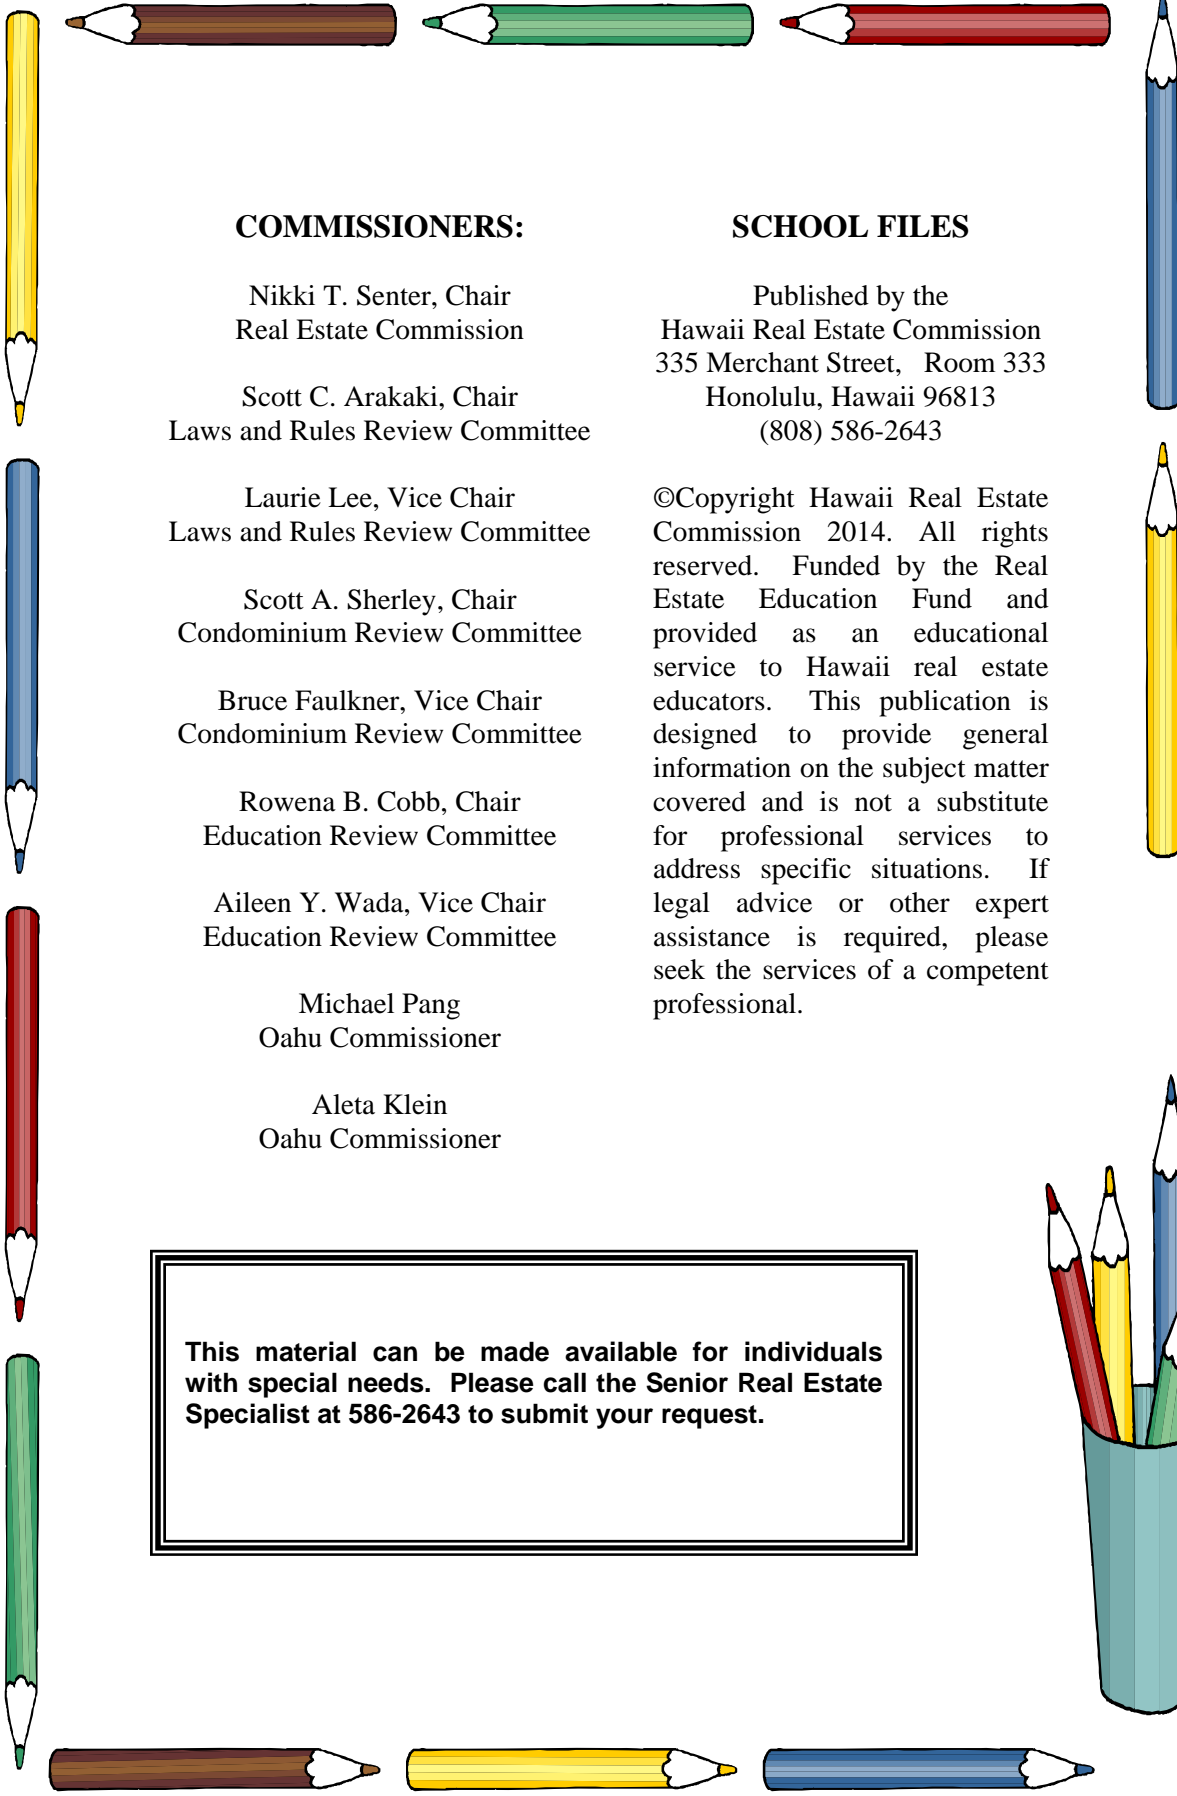 COMMISSIONERS:
Nikki T. Senter, Chair
Real Estate Commission
Scott C. Arakaki, Chair
Laws and Rules Review Committee
Laurie Lee, Vice Chair
Laws and Rules Review Committee
Scott A. Sherley, Chair
Condominium Review Committee
Bruce Faulkner, Vice Chair
Condominium Review Committee
Rowena B. Cobb, Chair
Education Review Committee
Aileen Y. Wada, Vice Chair
Education Review Committee
Michael Pang
Oahu Commissioner
Aleta Klein
Oahu Commissioner
SCHOOL FILES
Published by the
Hawaii Real Estate Commission
335 Merchant Street, Room 333
Honolulu, Hawaii 96813
(808) 586-2643
©Copyright Hawaii Real Estate
Commission 2014. All rights
reserved. Funded by the Real
Estate Education Fund and
provided as an educational
service to Hawaii real estate
educators. This publication is
designed to provide general
information on the subject matter
covered and is not a substitute
for professional services to
address specific situations. If
legal advice or other expert
assistance is required, please
seek the services of a competent
professional.
This material can be made available for individuals
with special needs. Please call the Senior Real Estate
Specialist at 586-2643 to submit your request.